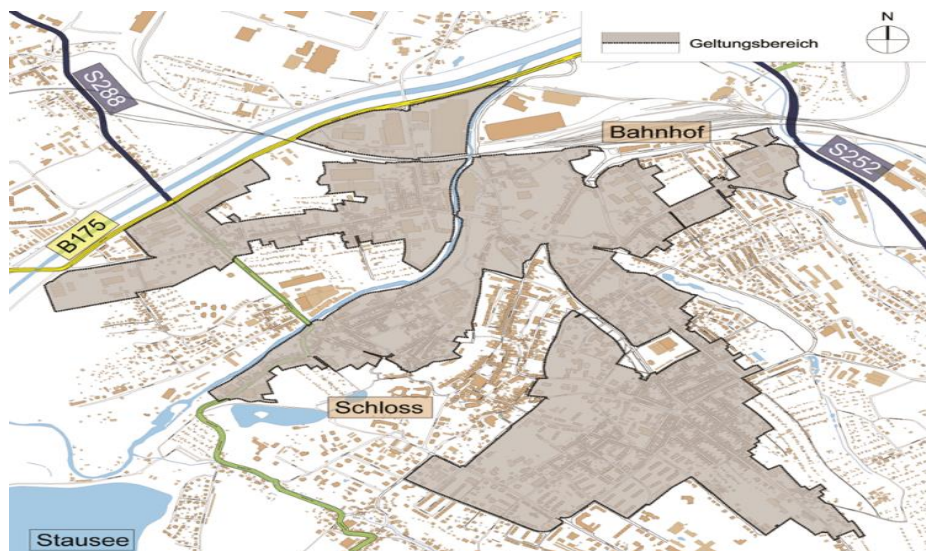 N
Geltungsbereich
S288
Bahnhof
S252
B175
Schloss
Stausee